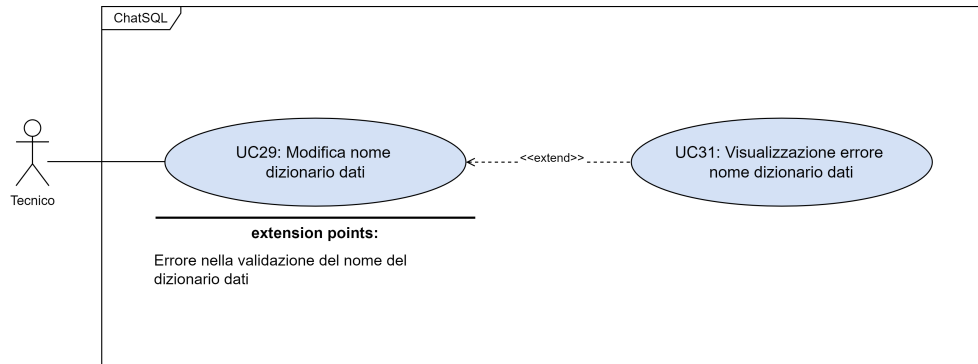 ChatSQL
UC29: Modifica nome
dizionario dati
<<extend>>
UC31: Visualizzazione errore
nome dizionario dati
Tecnico
extension points:
Errore nella validazione del nome del
dizionario dati